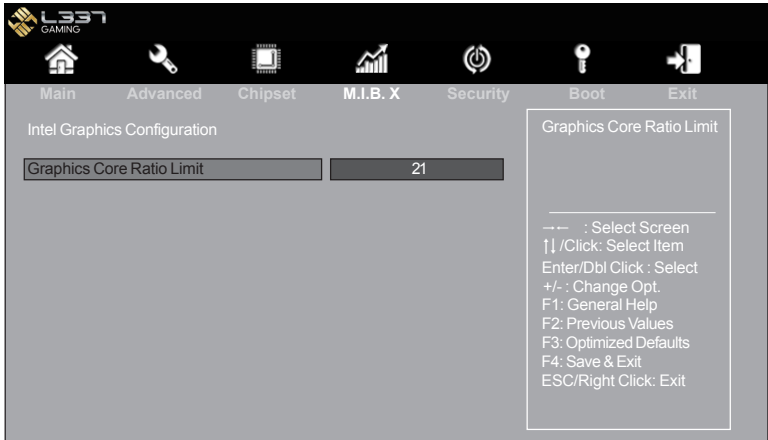 L337
GAMING
Main Advanced Chipset M.I.B. X Security Boot Exit
Intel Graphics Configuration
Graphics Core Ratio Limit 21
Graphics Core Ratio Limit
→← : Select Screen
↑↓/Click: Select Item
Enter/Dbl Click : Select
+/- : Change Opt.
F1: General Help
F2: Previous Values
F3: Optimized Defaults
F4: Save & Exit
ESC/Right Click: Exit